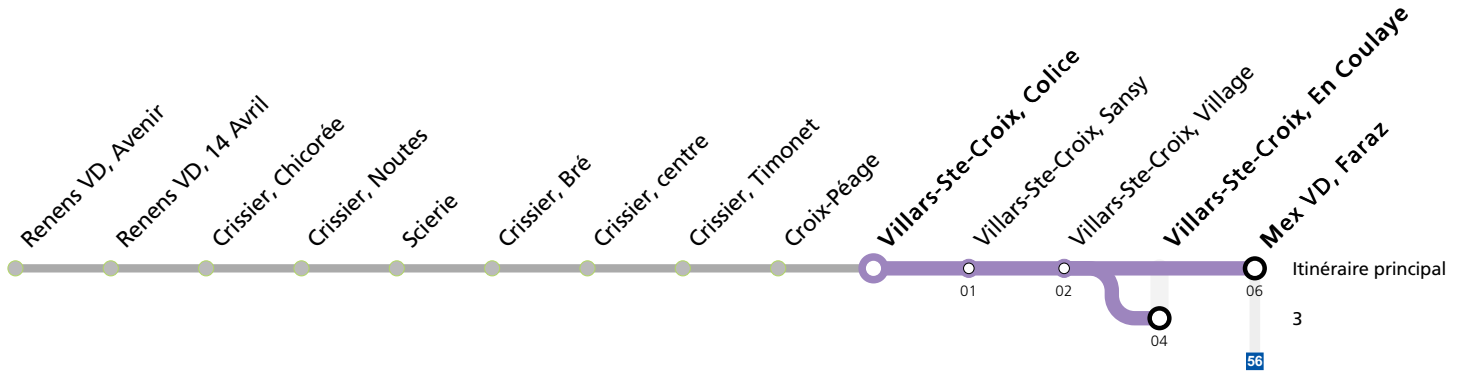 Renens VD, Avenir
Renens VD, 14 Avril
Crissier, Chicorée
Crissier, Noutes
Scierie
Crissier, Bré
Crissier, centre
Crissier, Timonet
Croix-Péage
Villars-Ste-Croix, Colice
Villars-Ste-Croix, Sansy
Villars-Ste-Croix, Village
Villars-Ste-Croix, En Coulaye
Mex VD, Faraz
Itinéraire principal
01
02
06
3
04
56